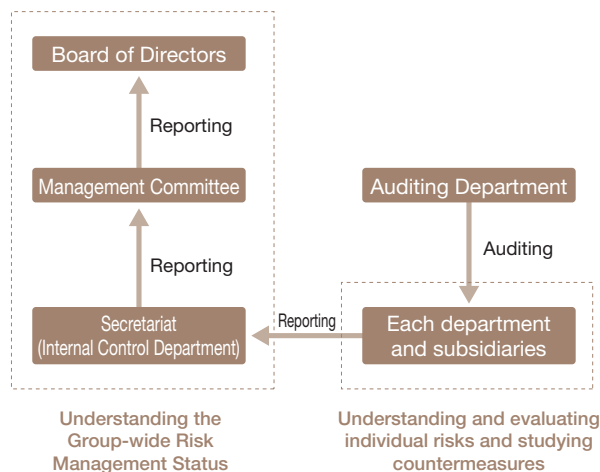 Board of Directors
Reporting
Management Committee
Auditing Department
Reporting
Auditing
Secretariat
(Internal Control Department)
Reporting
Each department
and subsidiaries
Understanding the
Group-wide Risk
Management Status
Understanding and evaluating
individual risks and studying
countermeasures